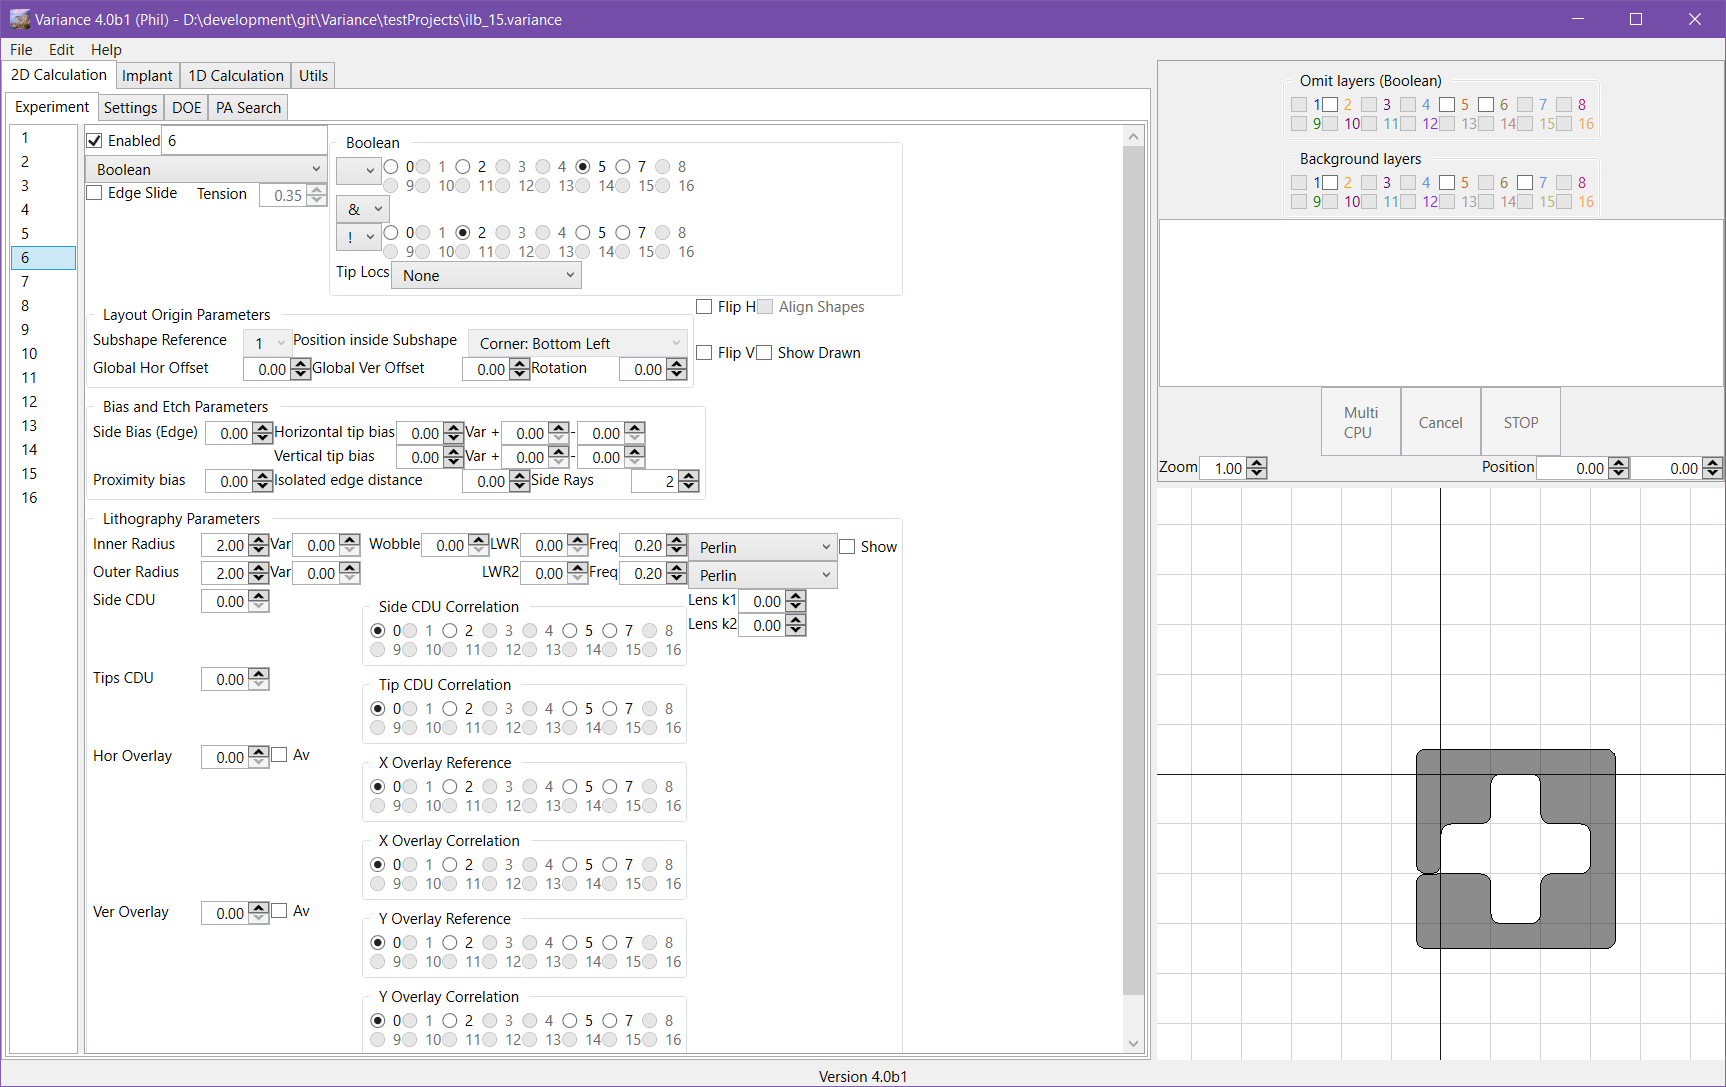 Variance 4.0b1 (Phil) - D:\development\git\Variance\testProjects\ilb_15.variance
File Edit Help
2D Calculation Implant 1D Calculation Utils
Experiment Settings DOE PA Search
1
2
3
4
5
6
7
8
9
10
11
12
13
14
15
16
Enabled 6
Boolean
Edge Slide Tension 0.35
Boolean
0 1 2 3 4 5 7 8
9 10 11 12 13 14 15 16
&
! 0 1 2 3 4 5 7 8
9 10 11 12 13 14 15 16
Tip Locs None
Flip H Align Shapes
Flip V Show Drawn
Layout Origin Parameters
Subshape Reference 1 Position inside Subshape Corner: Bottom Left
Global Hor Offset 0.00 Global Ver Offset 0.00 Rotation 0.00
Bias and Etch Parameters
Side Bias (Edge) 0.00 Horizontal tip bias 0.00 Var + 0.00 - 0.00
Vertical tip bias 0.00 Var + 0.00 - 0.00
Proximity bias 0.00 Isolated edge distance 0.00 Side Rays 2
Lithography Parameters
Inner Radius 2.00 Var 0.00 Wobble 0.00 LWR 0.00 Freq 0.20 Perlin Show
Outer Radius 2.00 Var 0.00 LWR2 0.00 Freq 0.20 Perlin
Side CDU 0.00
Side CDU Correlation
0 1 2 3 4 5 7 8
9 10 11 12 13 14 15 16
Lens k1 0.00
Lens k2 0.00
Tips CDU 0.00
Tip CDU Correlation
0 1 2 3 4 5 7 8
9 10 11 12 13 14 15 16
Hor Overlay 0.00 Av
X Overlay Reference
0 1 2 3 4 5 7 8
9 10 11 12 13 14 15 16
X Overlay Correlation
0 1 2 3 4 5 7 8
9 10 11 12 13 14 15 16
Ver Overlay 0.00 Av
Y Overlay Reference
0 1 2 3 4 5 7 8
9 10 11 12 13 14 15 16
Y Overlay Correlation
0 1 2 3 4 5 7 8
9 10 11 12 13 14 15 16
Omit layers (Boolean)
1 2 3 4 5 6 7 8
9 10 11 12 13 14 15 16
Background layers
1 2 3 4 5 6 7 8
9 10 11 12 13 14 15 16
Multi CPU Cancel STOP
Zoom 1.00 Position 0.00 0.00
Version 4.0b1